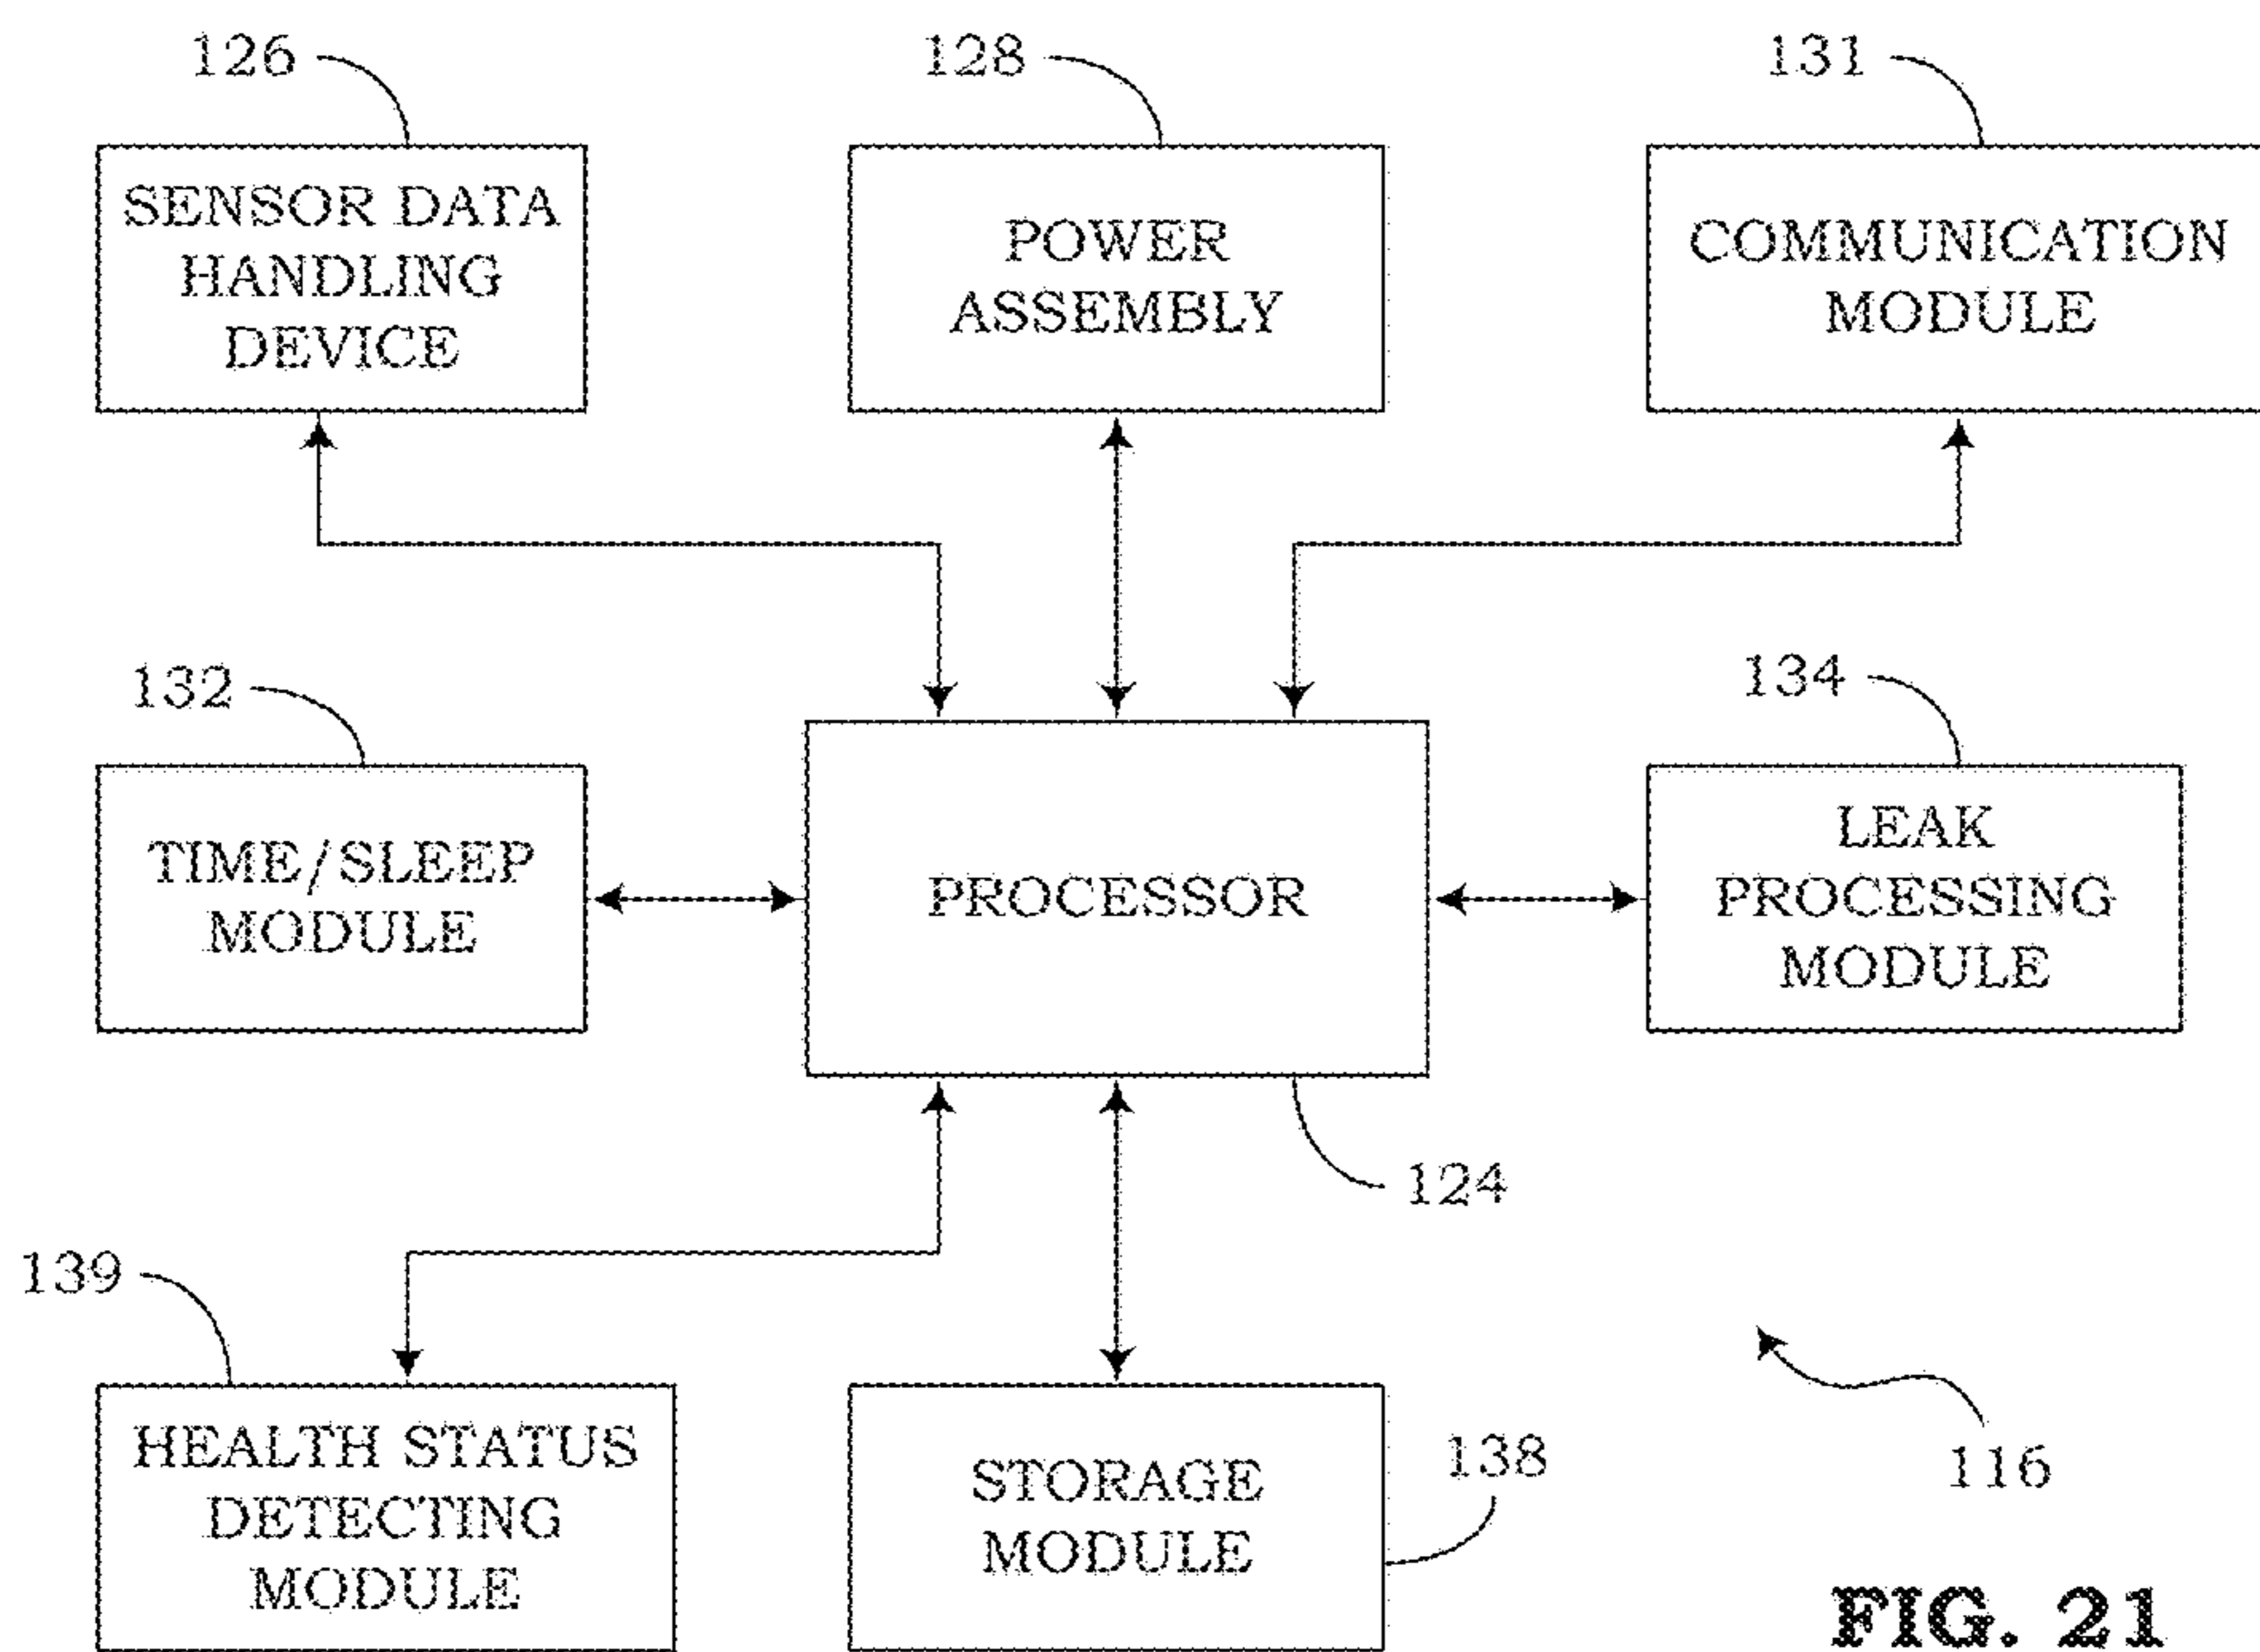 126
128
131
SENSOR DATA
HANDLING
DEVICE
POWER
ASSEMBLY
COMMUNICATION
MODULE
132
134
TIME/SLEEP
MODULE
PROCESSOR
LEAK
PROCESSING
MODULE
124
139
HEALTH STATUS
DETECTING
MODULE
STORAGE
MODULE
138
116
FIG. 21